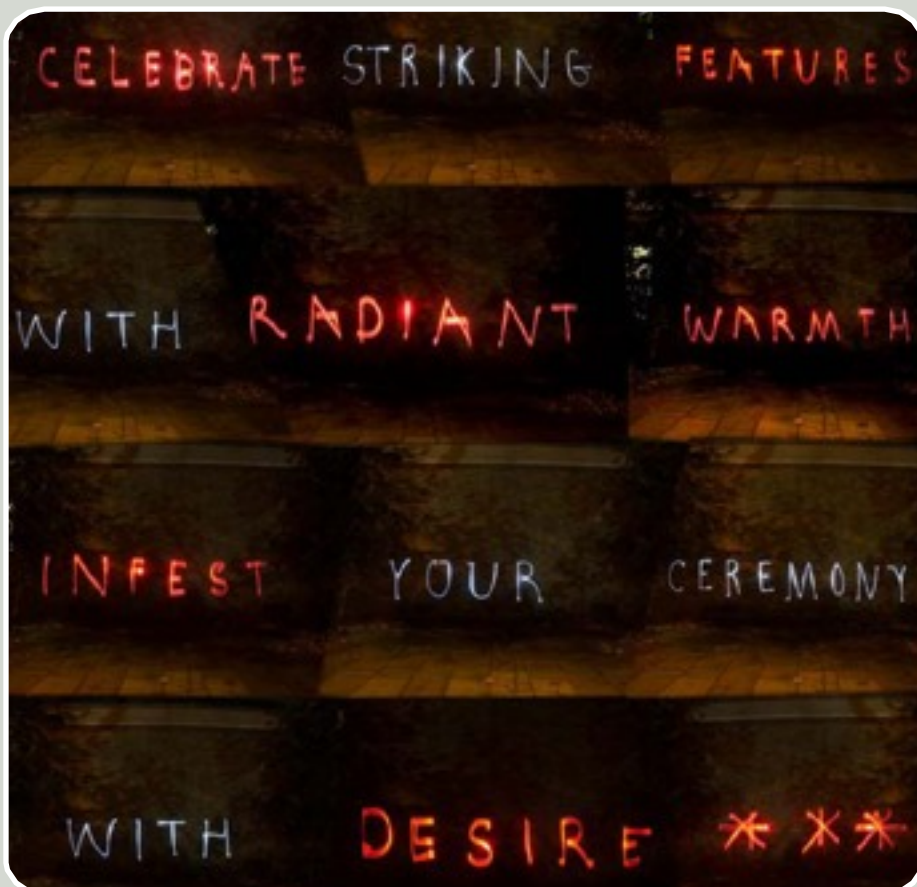 CELEBRATE STRIKING FEATURES
WITH RADIANT WARMTH
INFEST YOUR CEREMONY
WITH DESIRE ***